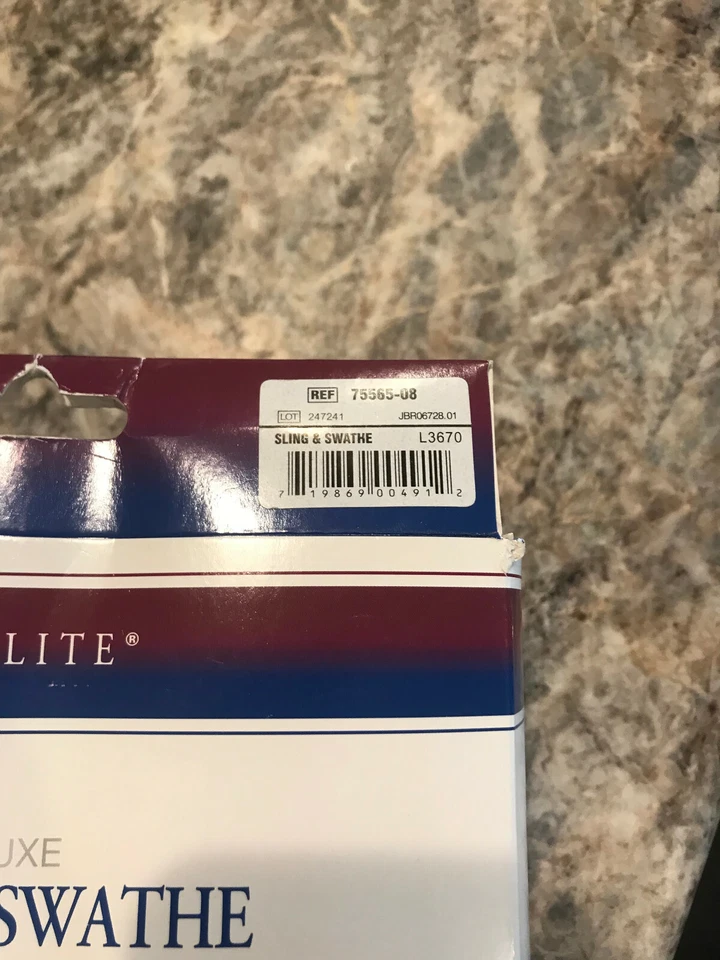 REF 75565-08
LOT 247241 JBR06728.01
SLING & SWATHE L3670
7 19869 00491 2
LITE®
UXE
SWATHE